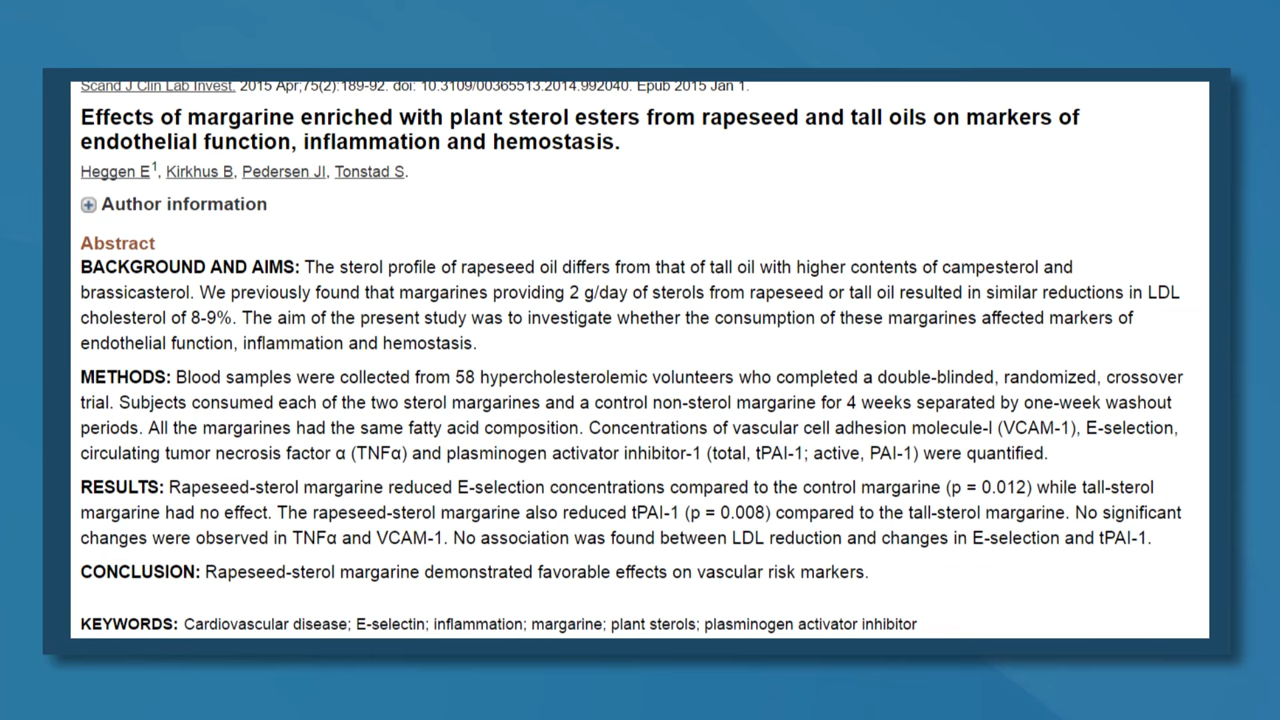 Scand J Clin Lab Invest. 2015 Apr;75(2):189-92. doi: 10.3109/00365513.2014.992040. Epub 2015 Jan 1.
Effects of margarine enriched with plant sterol esters from rapeseed and tall oils on markers of
endothelial function, inflammation and hemostasis.
Heggen E1, Kirkhus B, Pedersen JI, Tonstad S.
Author information
Abstract
BACKGROUND AND AIMS: The sterol profile of rapeseed oil differs from that of tall oil with higher contents of campesterol and
brassicasterol. We previously found that margarines providing 2 g/day of sterols from rapeseed or tall oil resulted in similar reductions in LDL
cholesterol of 8-9%. The aim of the present study was to investigate whether the consumption of these margarines affected markers of
endothelial function, inflammation and hemostasis.
METHODS: Blood samples were collected from 58 hypercholesterolemic volunteers who completed a double-blinded, randomized, crossover
trial. Subjects consumed each of the two sterol margarines and a control non-sterol margarine for 4 weeks separated by one-week washout
periods. All the margarines had the same fatty acid composition. Concentrations of vascular cell adhesion molecule-I (VCAM-1), E-selection,
circulating tumor necrosis factor α (TNFα) and plasminogen activator inhibitor-1 (total, tPAI-1; active, PAI-1) were quantified.
RESULTS: Rapeseed-sterol margarine reduced E-selection concentrations compared to the control margarine (p = 0.012) while tall-sterol
margarine had no effect. The rapeseed-sterol margarine also reduced tPAI-1 (p = 0.008) compared to the tall-sterol margarine. No significant
changes were observed in TNFα and VCAM-1. No association was found between LDL reduction and changes in E-selection and tPAI-1.
CONCLUSION: Rapeseed-sterol margarine demonstrated favorable effects on vascular risk markers.
KEYWORDS: Cardiovascular disease; E-selectin; inflammation; margarine; plant sterols; plasminogen activator inhibitor